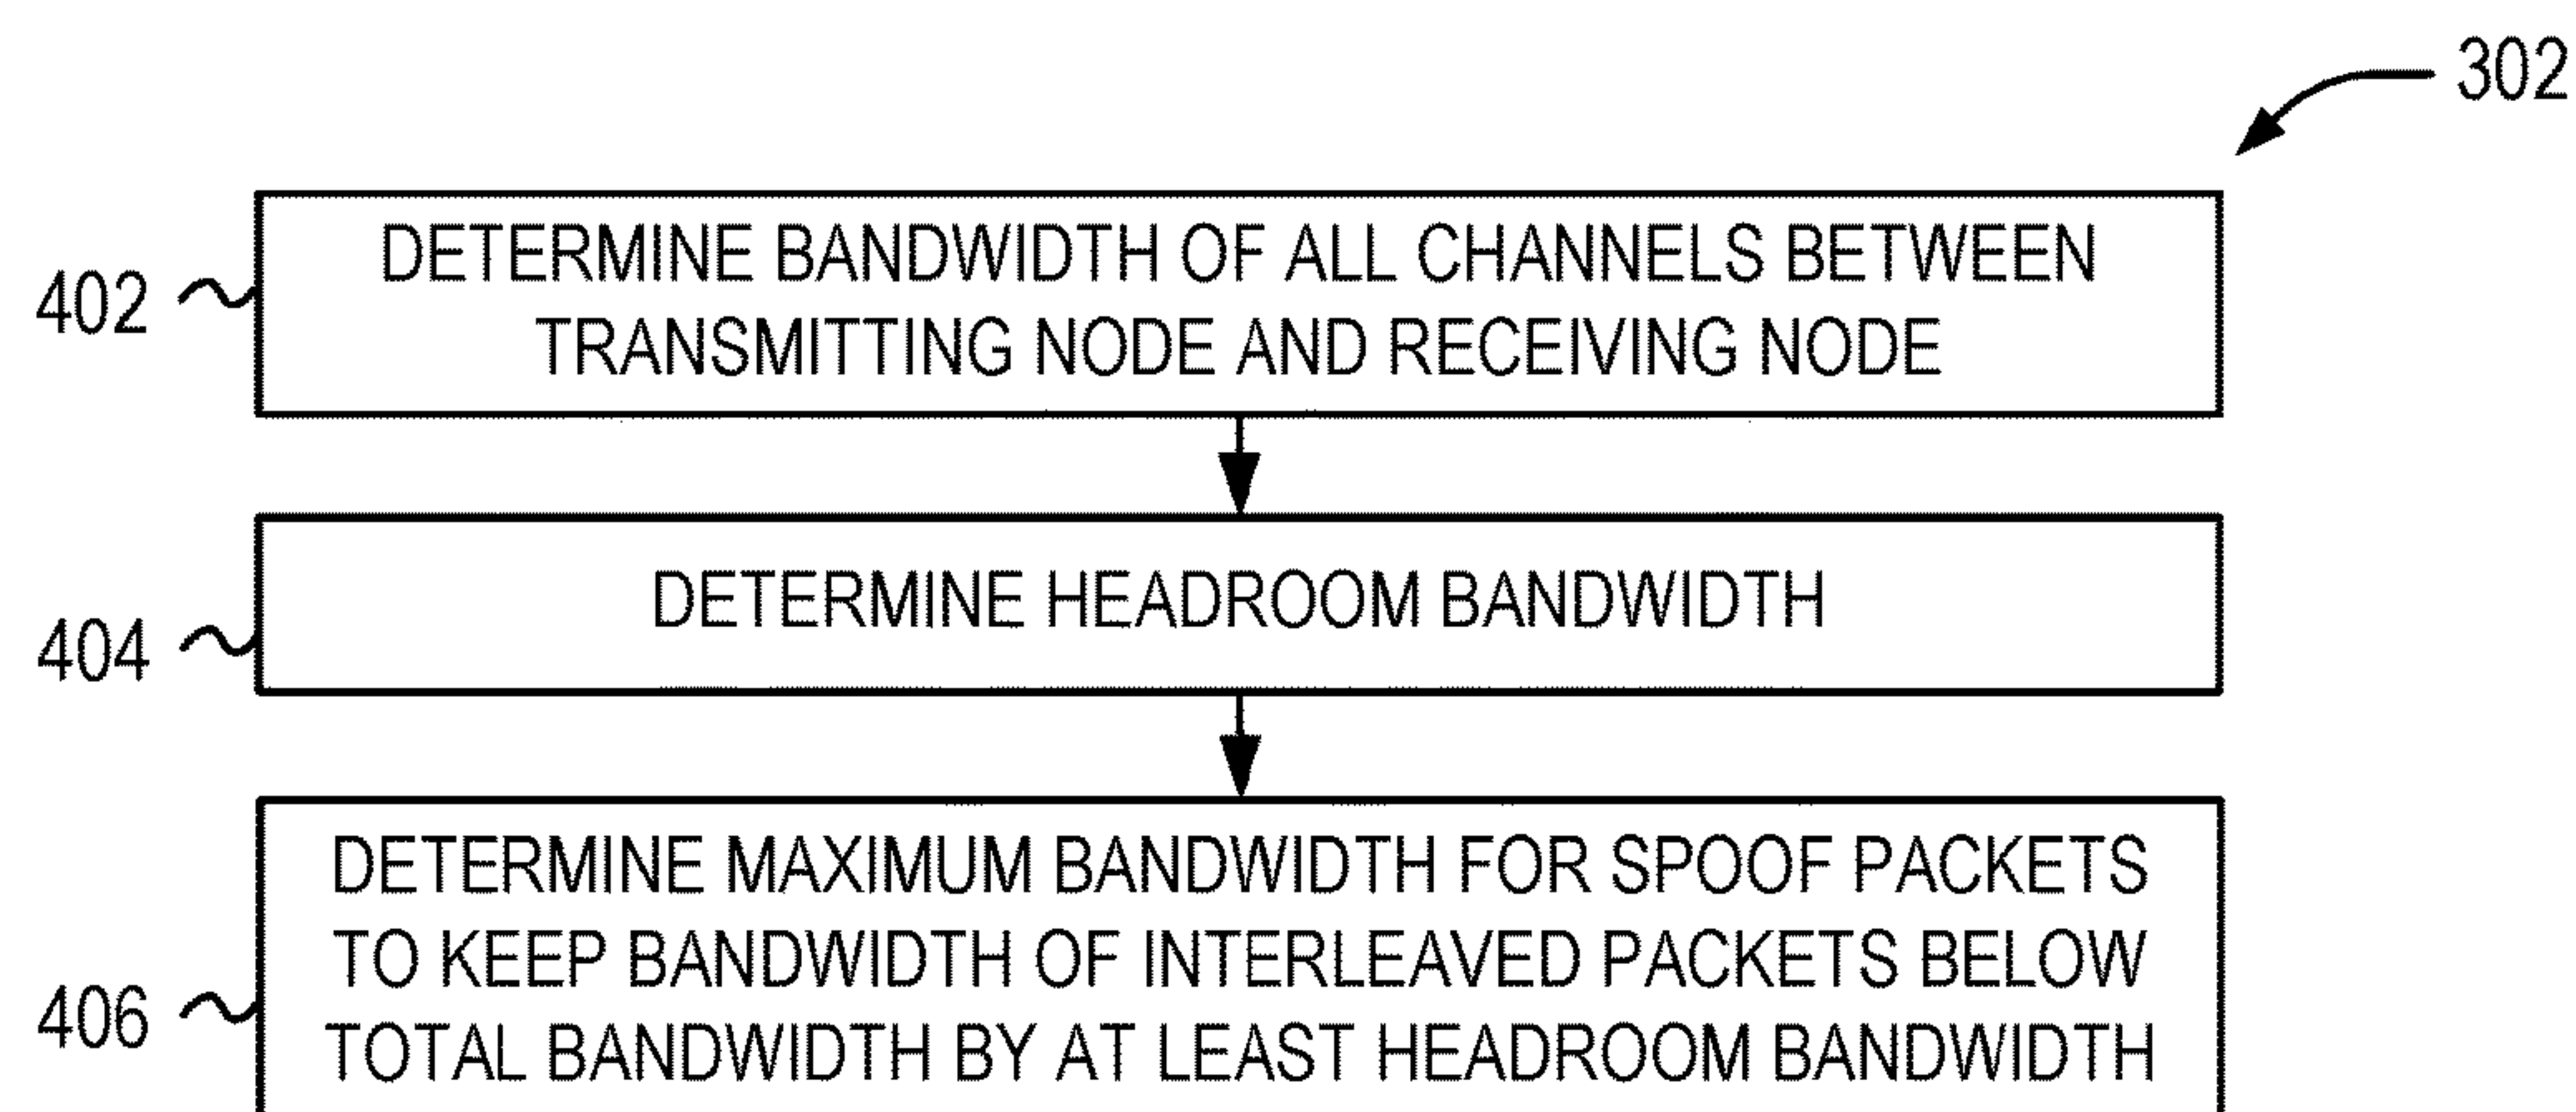 302
402
DETERMINE BANDWIDTH OF ALL CHANNELS BETWEEN
TRANSMITTING NODE AND RECEIVING NODE
404
DETERMINE HEADROOM BANDWIDTH
406
DETERMINE MAXIMUM BANDWIDTH FOR SPOOF PACKETS
TO KEEP BANDWIDTH OF INTERLEAVED PACKETS BELOW
TOTAL BANDWIDTH BY AT LEAST HEADROOM BANDWIDTH